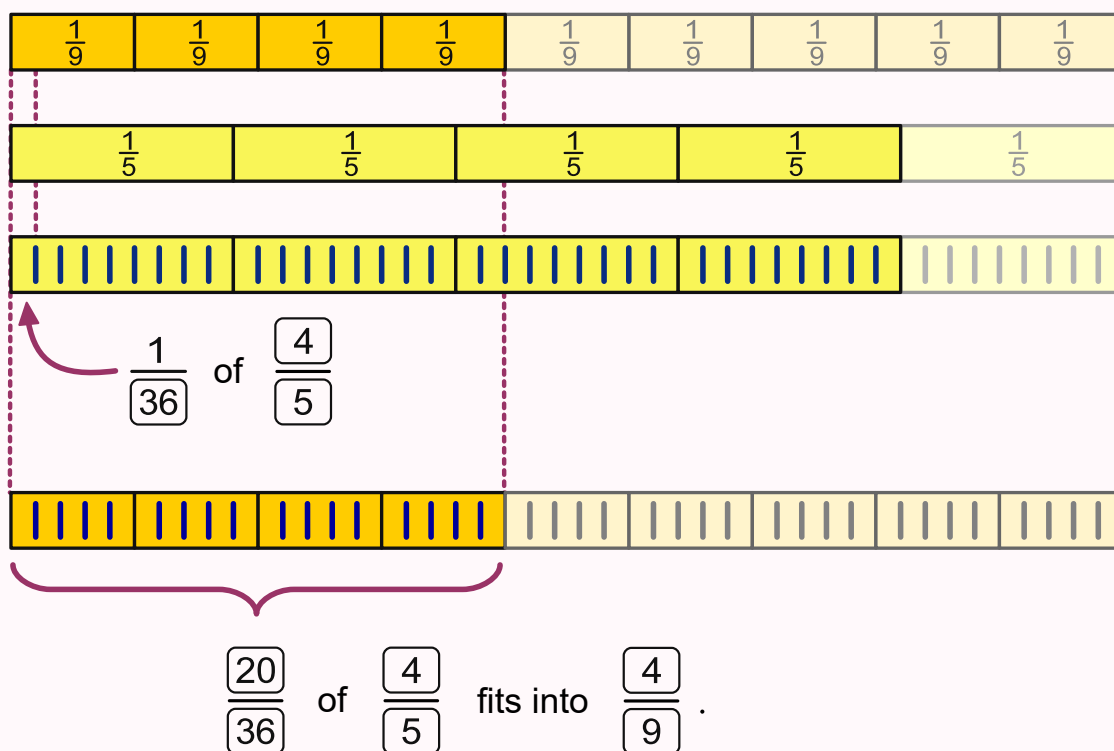 1/9 1/9 1/9 1/9 1/9 1/9 1/9 1/9 1/9
1/5 1/5 1/5 1/5 1/5
1/36 of 4/5
20/36 of 4/5 fits into 4/9 .